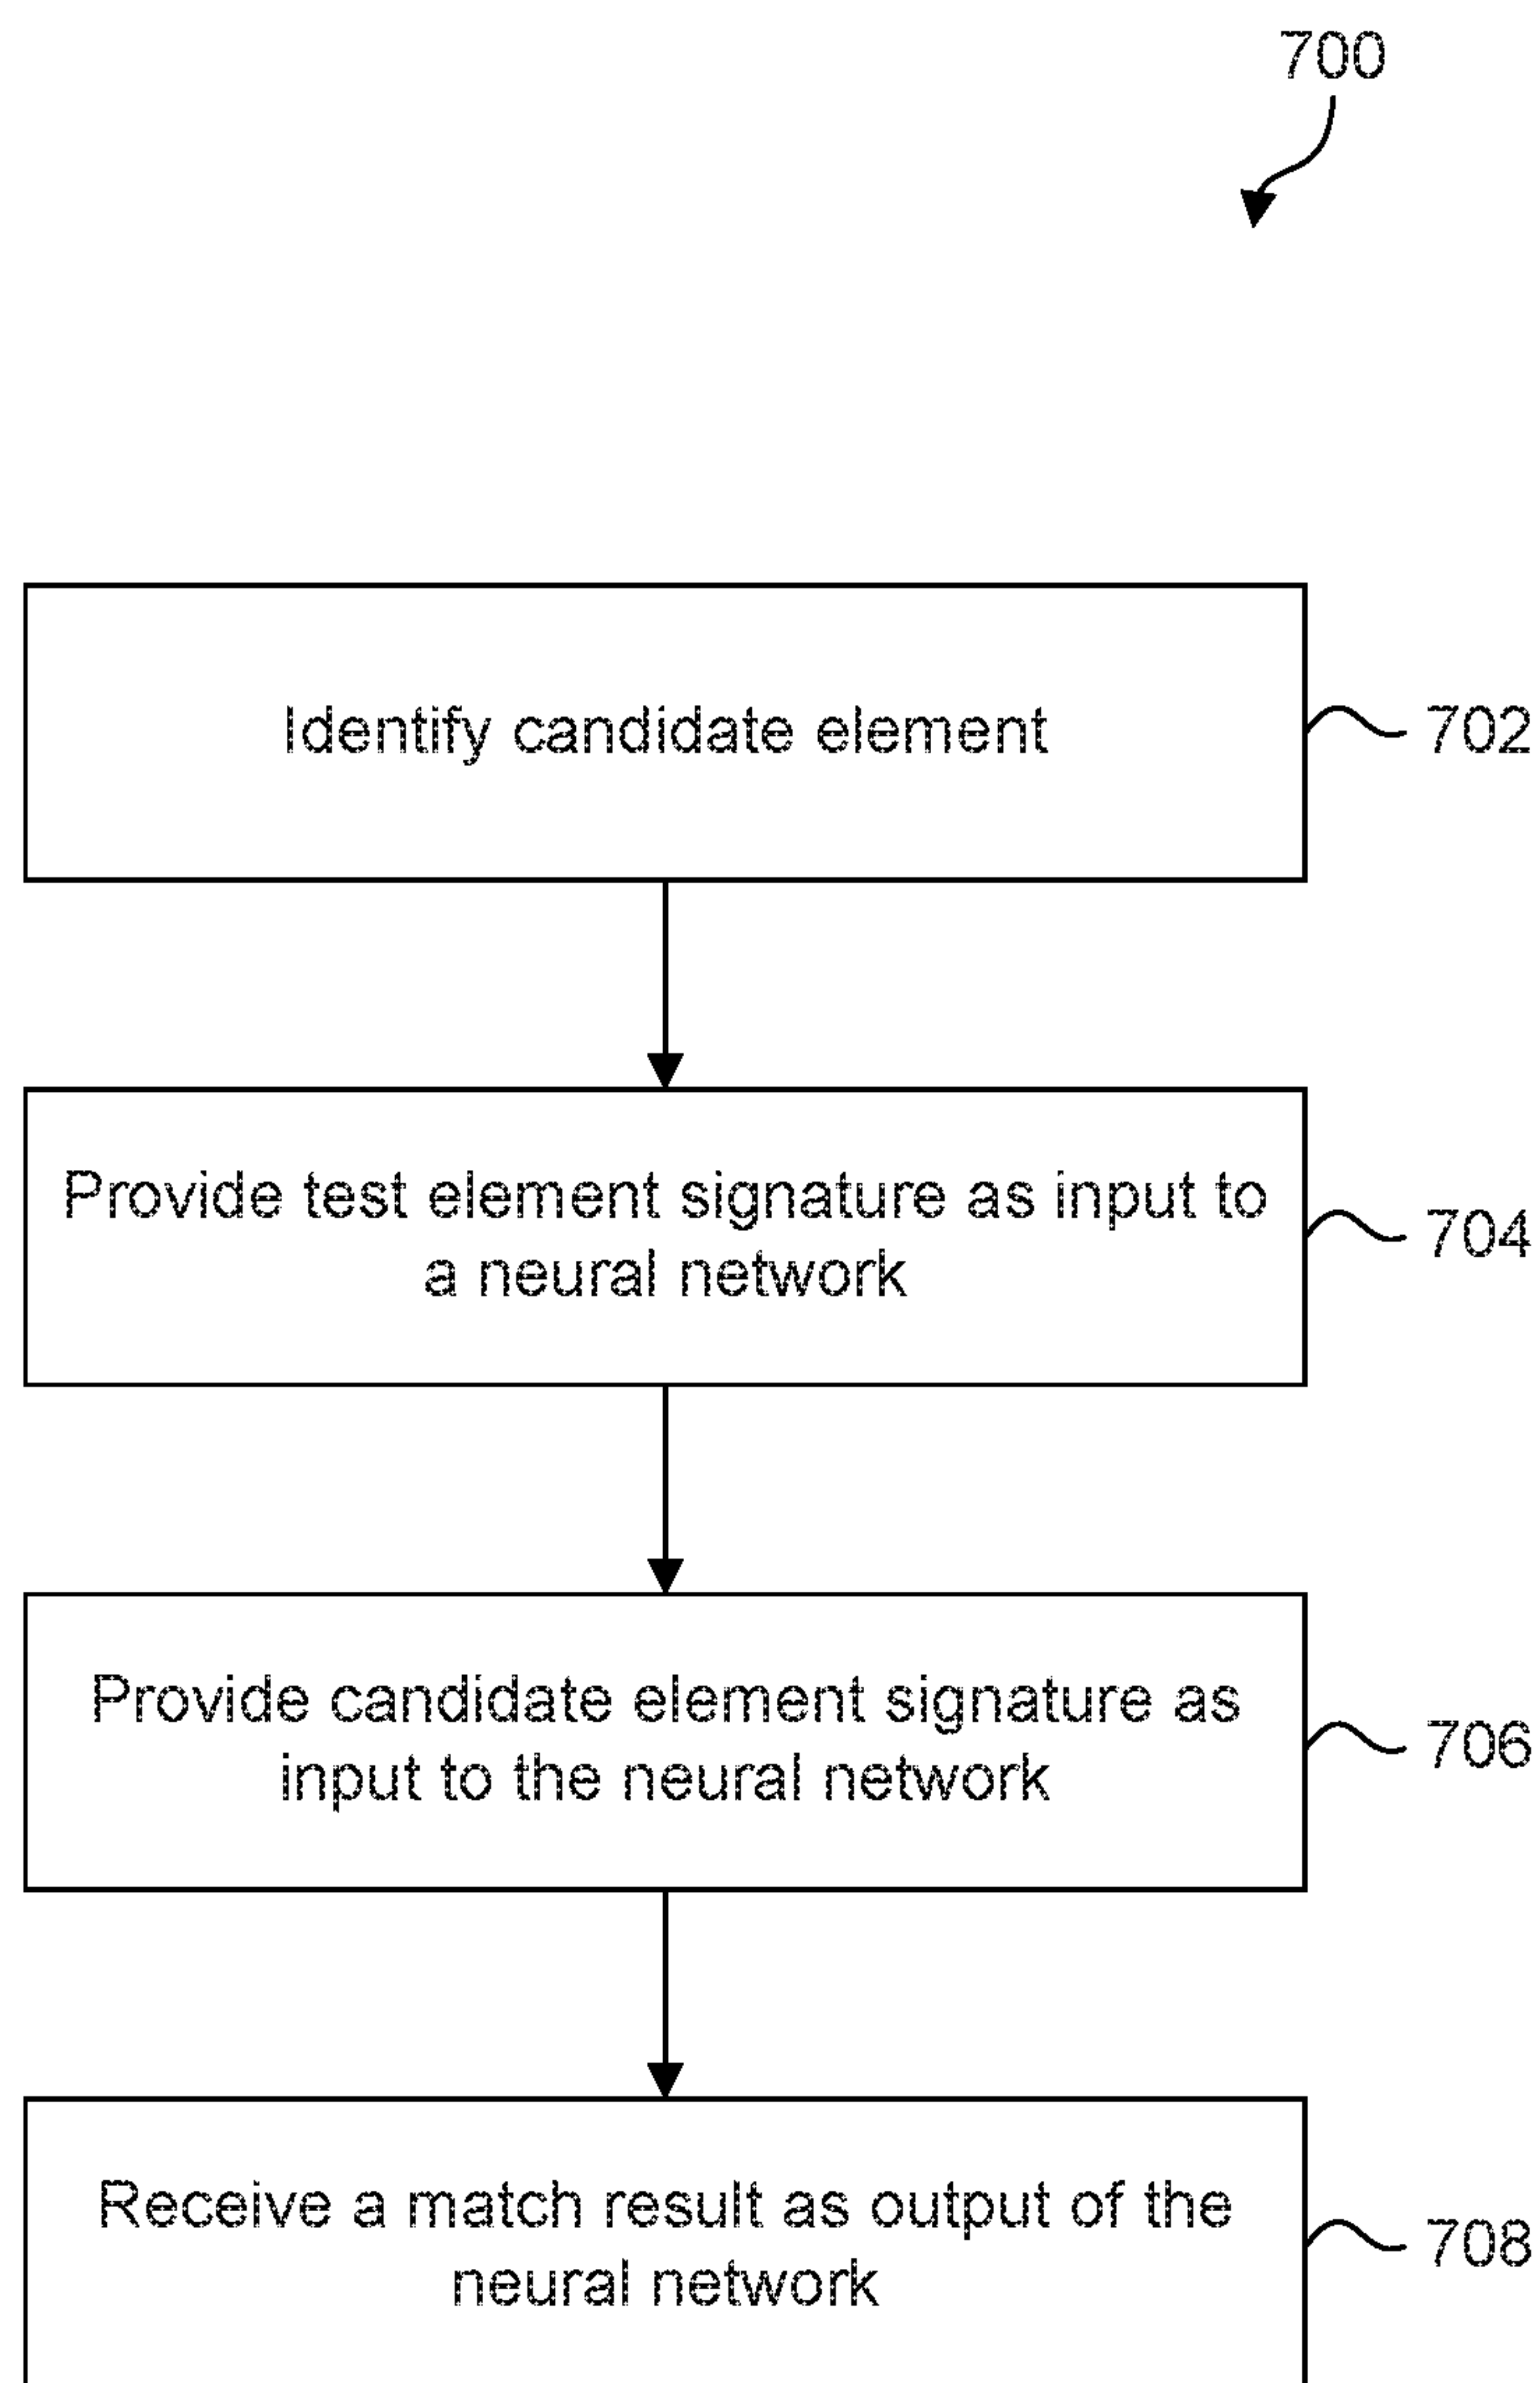 700
Identify candidate element
702
Provide test element signature as input to
a neural network
704
Provide candidate element signature as
input to the neural network
706
Receive a match result as output of the
neural network
708